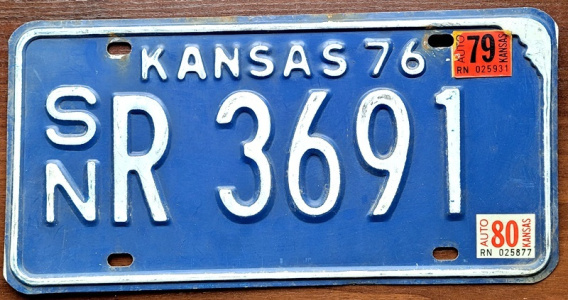 KANSAS 76
SN R 3691
AUTO 79 KANSAS
RN 025931
AUTO 80 KANSAS
RN 025877